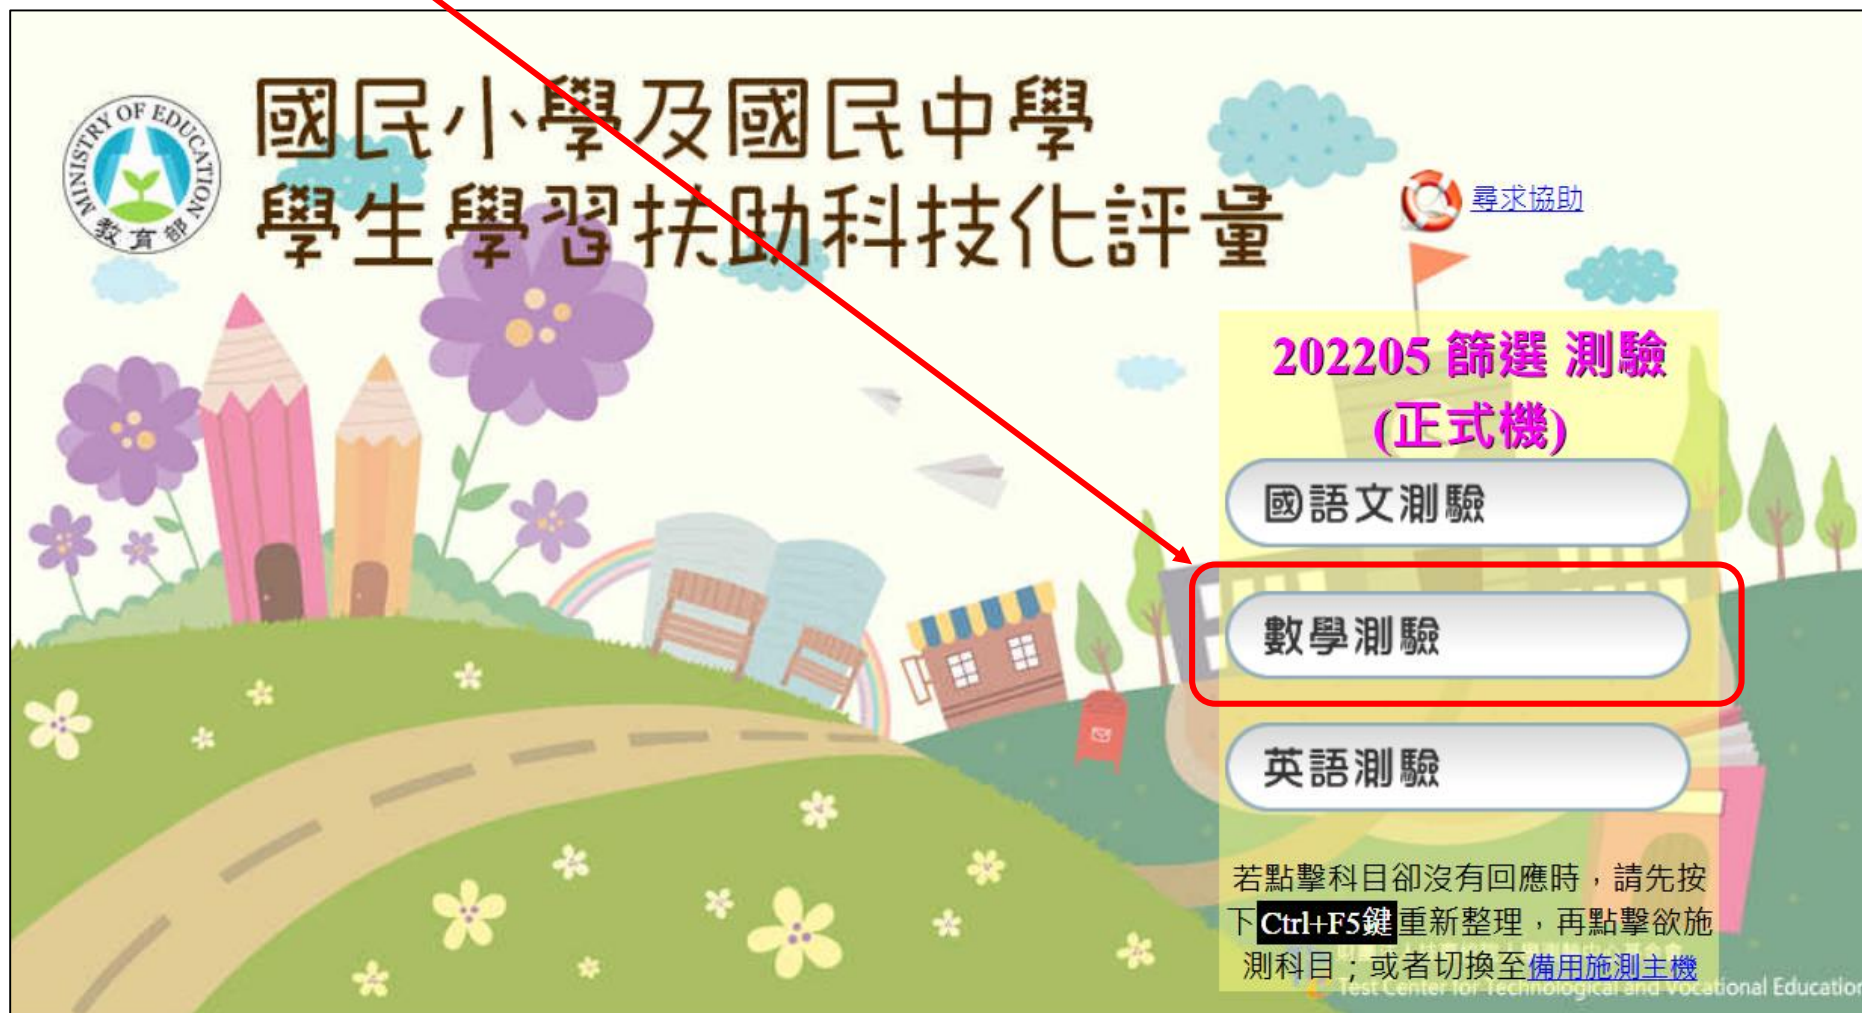 MINISTRY OF EDUCATION
教育部
國民小學及國民中學
學生學習扶助科技化評量
尋求協助
202205 篩選 測驗
(正式機)
國語文測驗
數學測驗
英語測驗
若點擊科目卻沒有回應時，請先按
下Ctrl+F5鍵重新整理，再點擊欲施
測科目；或者切換至備用施測主機
Test Center for Technological and Vocational Education